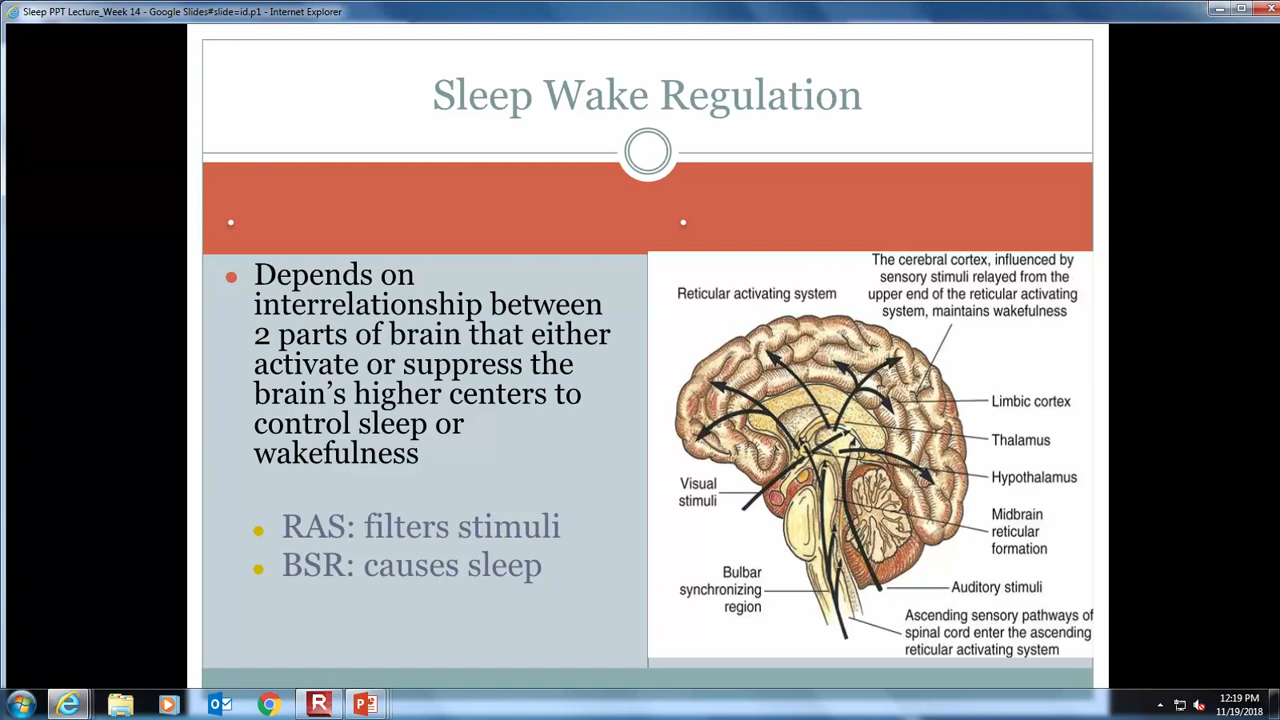 Sleep PPT Lecture_Week 14 - Google Slides#slide=id.p1 - Internet Explorer
Sleep Wake Regulation
Depends on
interrelationship between
2 parts of brain that either
activate or suppress the
brain's higher centers to
control sleep or
wakefulness
RAS: filters stimuli
BSR: causes sleep
Reticular activating system
The cerebral cortex, influenced by
sensory stimuli relayed from the
upper end of the reticular activating
system, maintains wakefulness
Limbic cortex
Thalamus
Hypothalamus
Visual
stimuli
Midbrain
reticular
formation
Bulbar
synchronizing
region
Auditory stimuli
Ascending sensory pathways of
spinal cord enter the ascending
reticular activating system
12:19 PM
11/19/2018